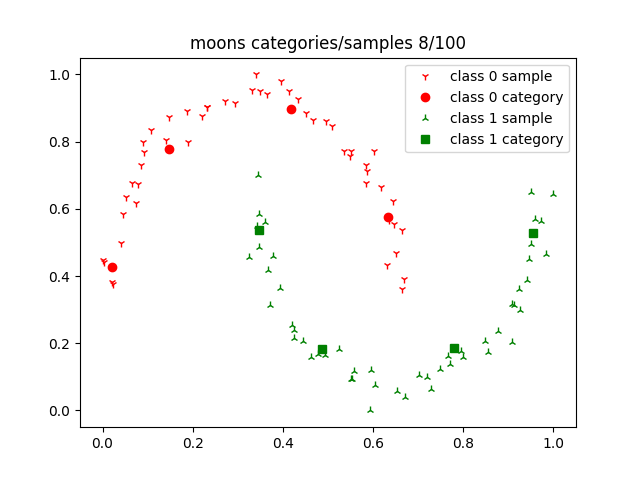 moons categories/samples 8/100
class 0 sample
class 0 category
class 1 sample
class 1 category
1.0
0.8
0.6
0.4
0.2
0.0
0.0 0.2 0.4 0.6 0.8 1.0